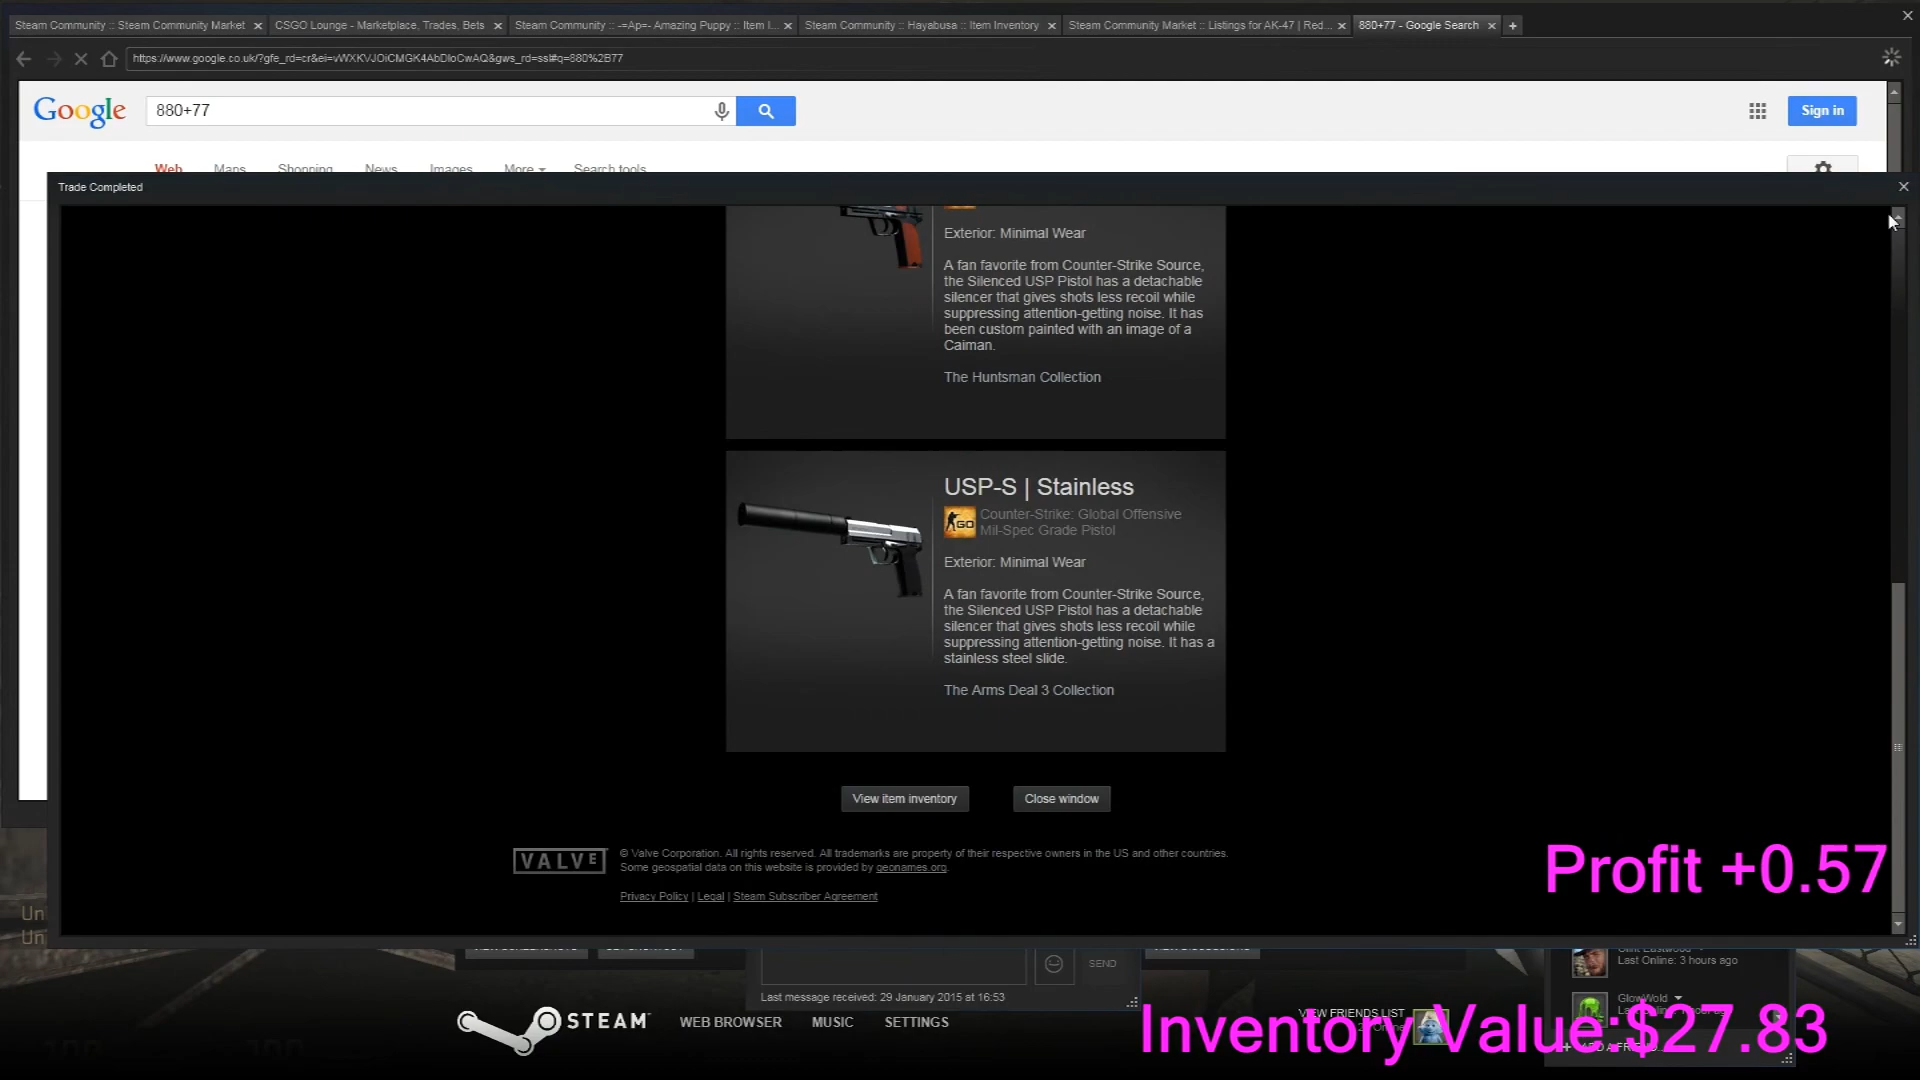 Steam Community :: Steam Community Market
CSGO Lounge - Marketplace, Trades, Bets
Steam Community :: -=Ap=- Amazing Puppy :: Item I...
Steam Community :: Hayabusa :: Item Inventory
Steam Community Market :: Listings for AK-47 | Red...
880+77 - Google Search
https://www.google.co.uk/?gfe_rd=cr&ei=vWXKVJOiCMGK4AbDloCwAQ&gws_rd=ssl#q=880%2B77
Google
880+77
Sign in
Web Maps Shopping News Images More Search tools
Trade Completed
Exterior: Minimal Wear
A fan favorite from Counter-Strike Source,
the Silenced USP Pistol has a detachable
silencer that gives shots less recoil while
suppressing attention-getting noise. It has
been custom painted with an image of a
Caiman.
The Huntsman Collection
USP-S | Stainless
GO
Counter-Strike: Global Offensive
Mil-Spec Grade Pistol
Exterior: Minimal Wear
A fan favorite from Counter-Strike Source,
the Silenced USP Pistol has a detachable
silencer that gives shots less recoil while
suppressing attention-getting noise. It has a
stainless steel slide.
The Arms Deal 3 Collection
View item inventory
Close window
VALVE
© Valve Corporation. All rights reserved. All trademarks are property of their respective owners in the US and other countries.
Some geospatial data on this website is provided by geonames.org.
Privacy Policy | Legal | Steam Subscriber Agreement
Profit +0.57
Un
Un
Clint Eastwood
Last Online: 3 hours ago
SEND
Last message received: 29 January 2015 at 16:53
GlowWold
STEAM
WEB BROWSER
MUSIC
SETTINGS
VIEW FRIENDS LIST
Inventory Value:$27.83